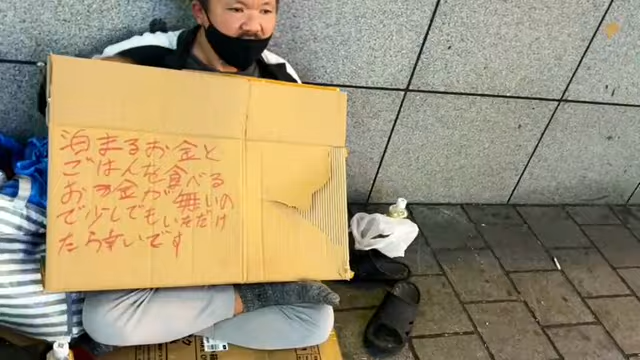 泊まるお金と
ごはんを食べる
お金が無いの
で少しでもいただけ
たら幸いです